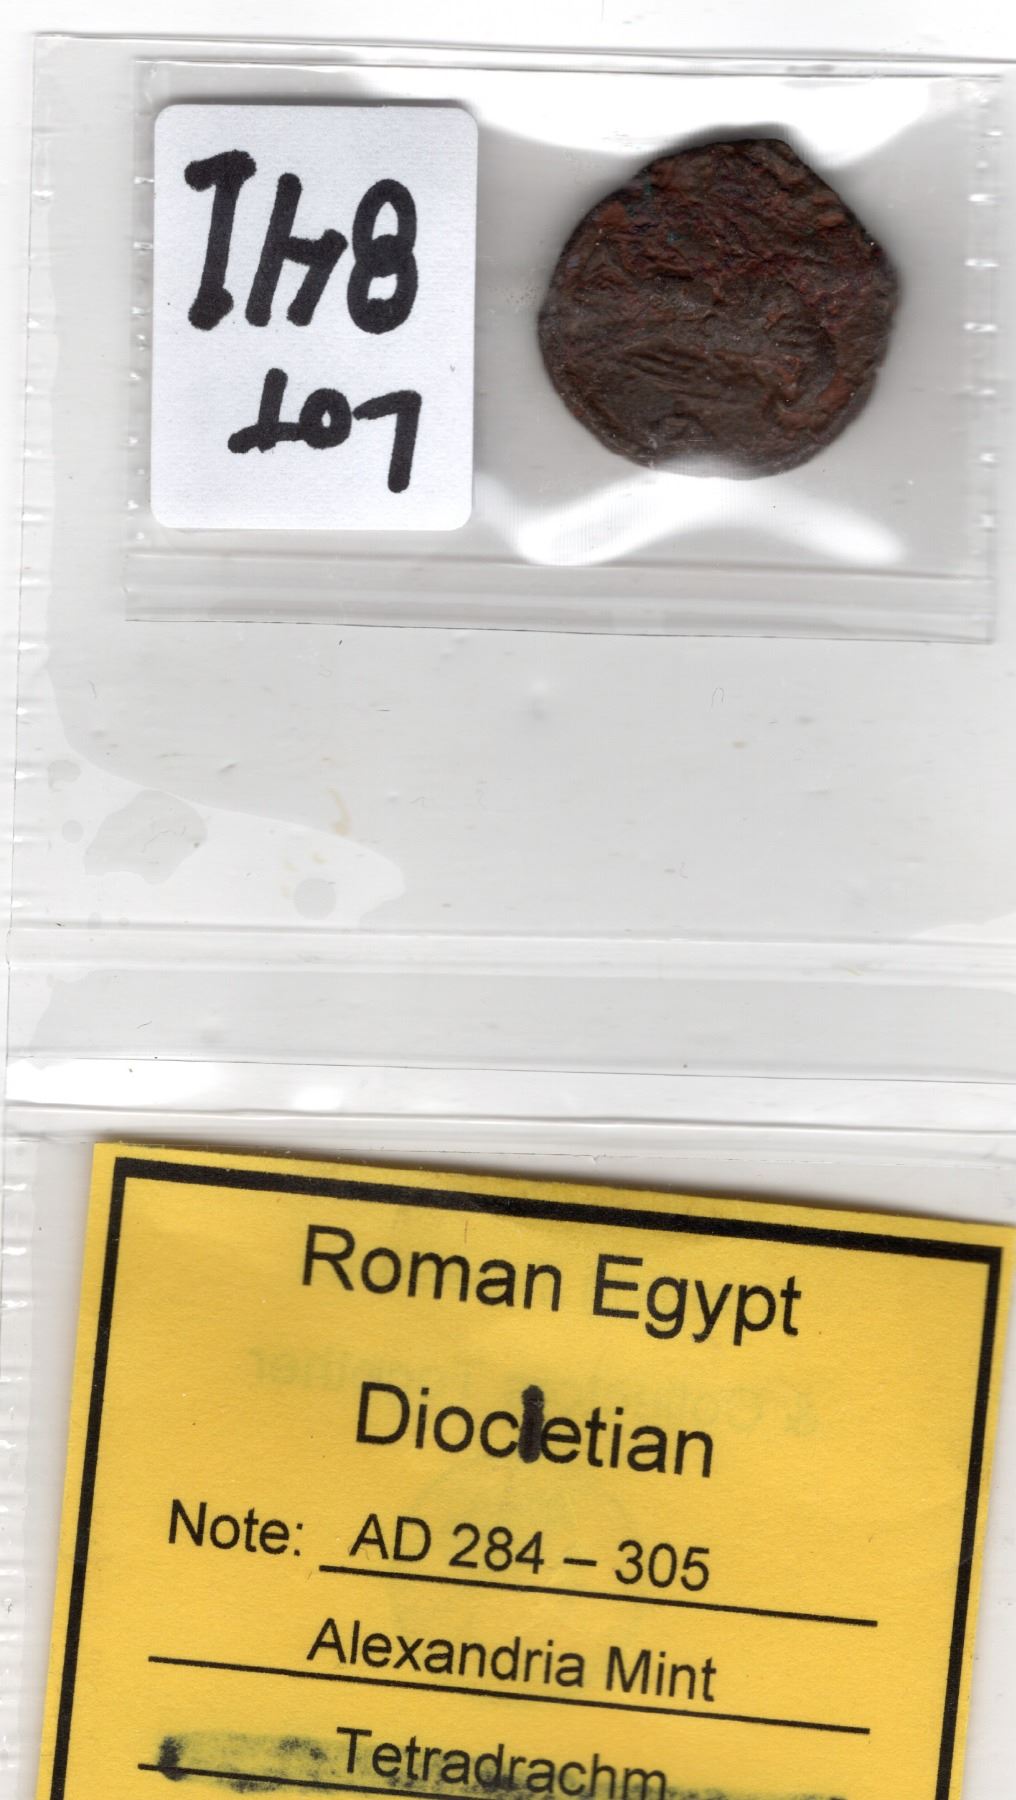 LOT
841
Roman Egypt
Diocletian
Note: AD 284 – 305
Alexandria Mint
Tetradrachm